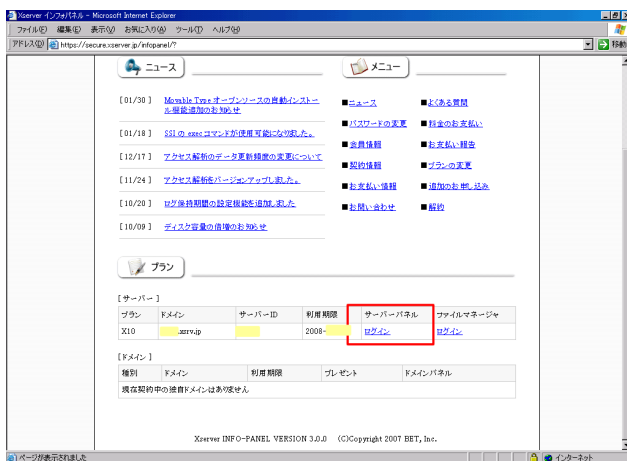 Xserver インフォパネル - Microsoft Internet Explorer
ファイル(F) 編集(E) 表示(V) お気に入り(A) ツール(T) ヘルプ(H)
アドレス(D) https://secure.xserver.jp/infopanel/? 移動
ニュース
[01/30] Movable Type オープンソースの自動インストー
ル機能追加のお知らせ
[01/18] SSI の exec コマンドが使用可能になりました。
[12/17] アクセス解析のデータ更新頻度の変更について
[11/24] アクセス解析をバージョンアップしました。
[10/20] ログ保持期間の設定機能を追加しました
[10/09] ディスク容量の倍増のお知らせ
メニュー
■ニュース ■よくある質問
■パスワードの変更 ■料金のお支払い
■会員情報 ■お支払い報告
■契約情報 ■プランの変更
■お支払い情報 ■追加のお申し込み
■お問い合わせ ■解約
プラン
[サーバー]
プラン ドメイン サーバーID 利用期限 サーバーパネル ファイルマネージャ
X10 .xsrv.jp 2008- ログイン ログイン
[ドメイン]
種別 ドメイン 利用期限 プレゼント ドメインパネル
現在契約中の独自ドメインはありません
Xserver INFO-PANEL VERSION 3.0.0 (C)Copyright 2007 BET, Inc.
ページが表示されました インターネット